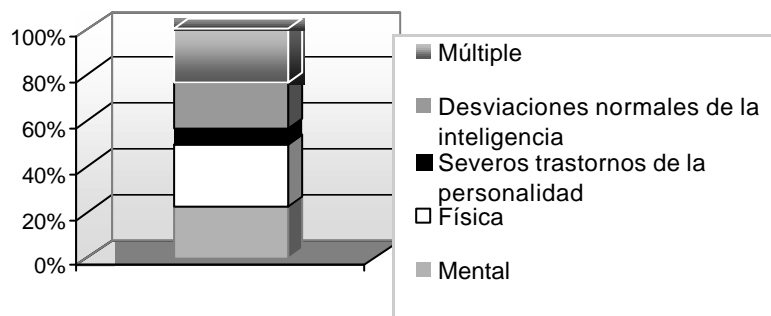 100%
80%
60%
40%
20%
0%
Múltiple
Desviaciones normales de la
inteligencia
Severos trastornos de la
personalidad
Física
Mental